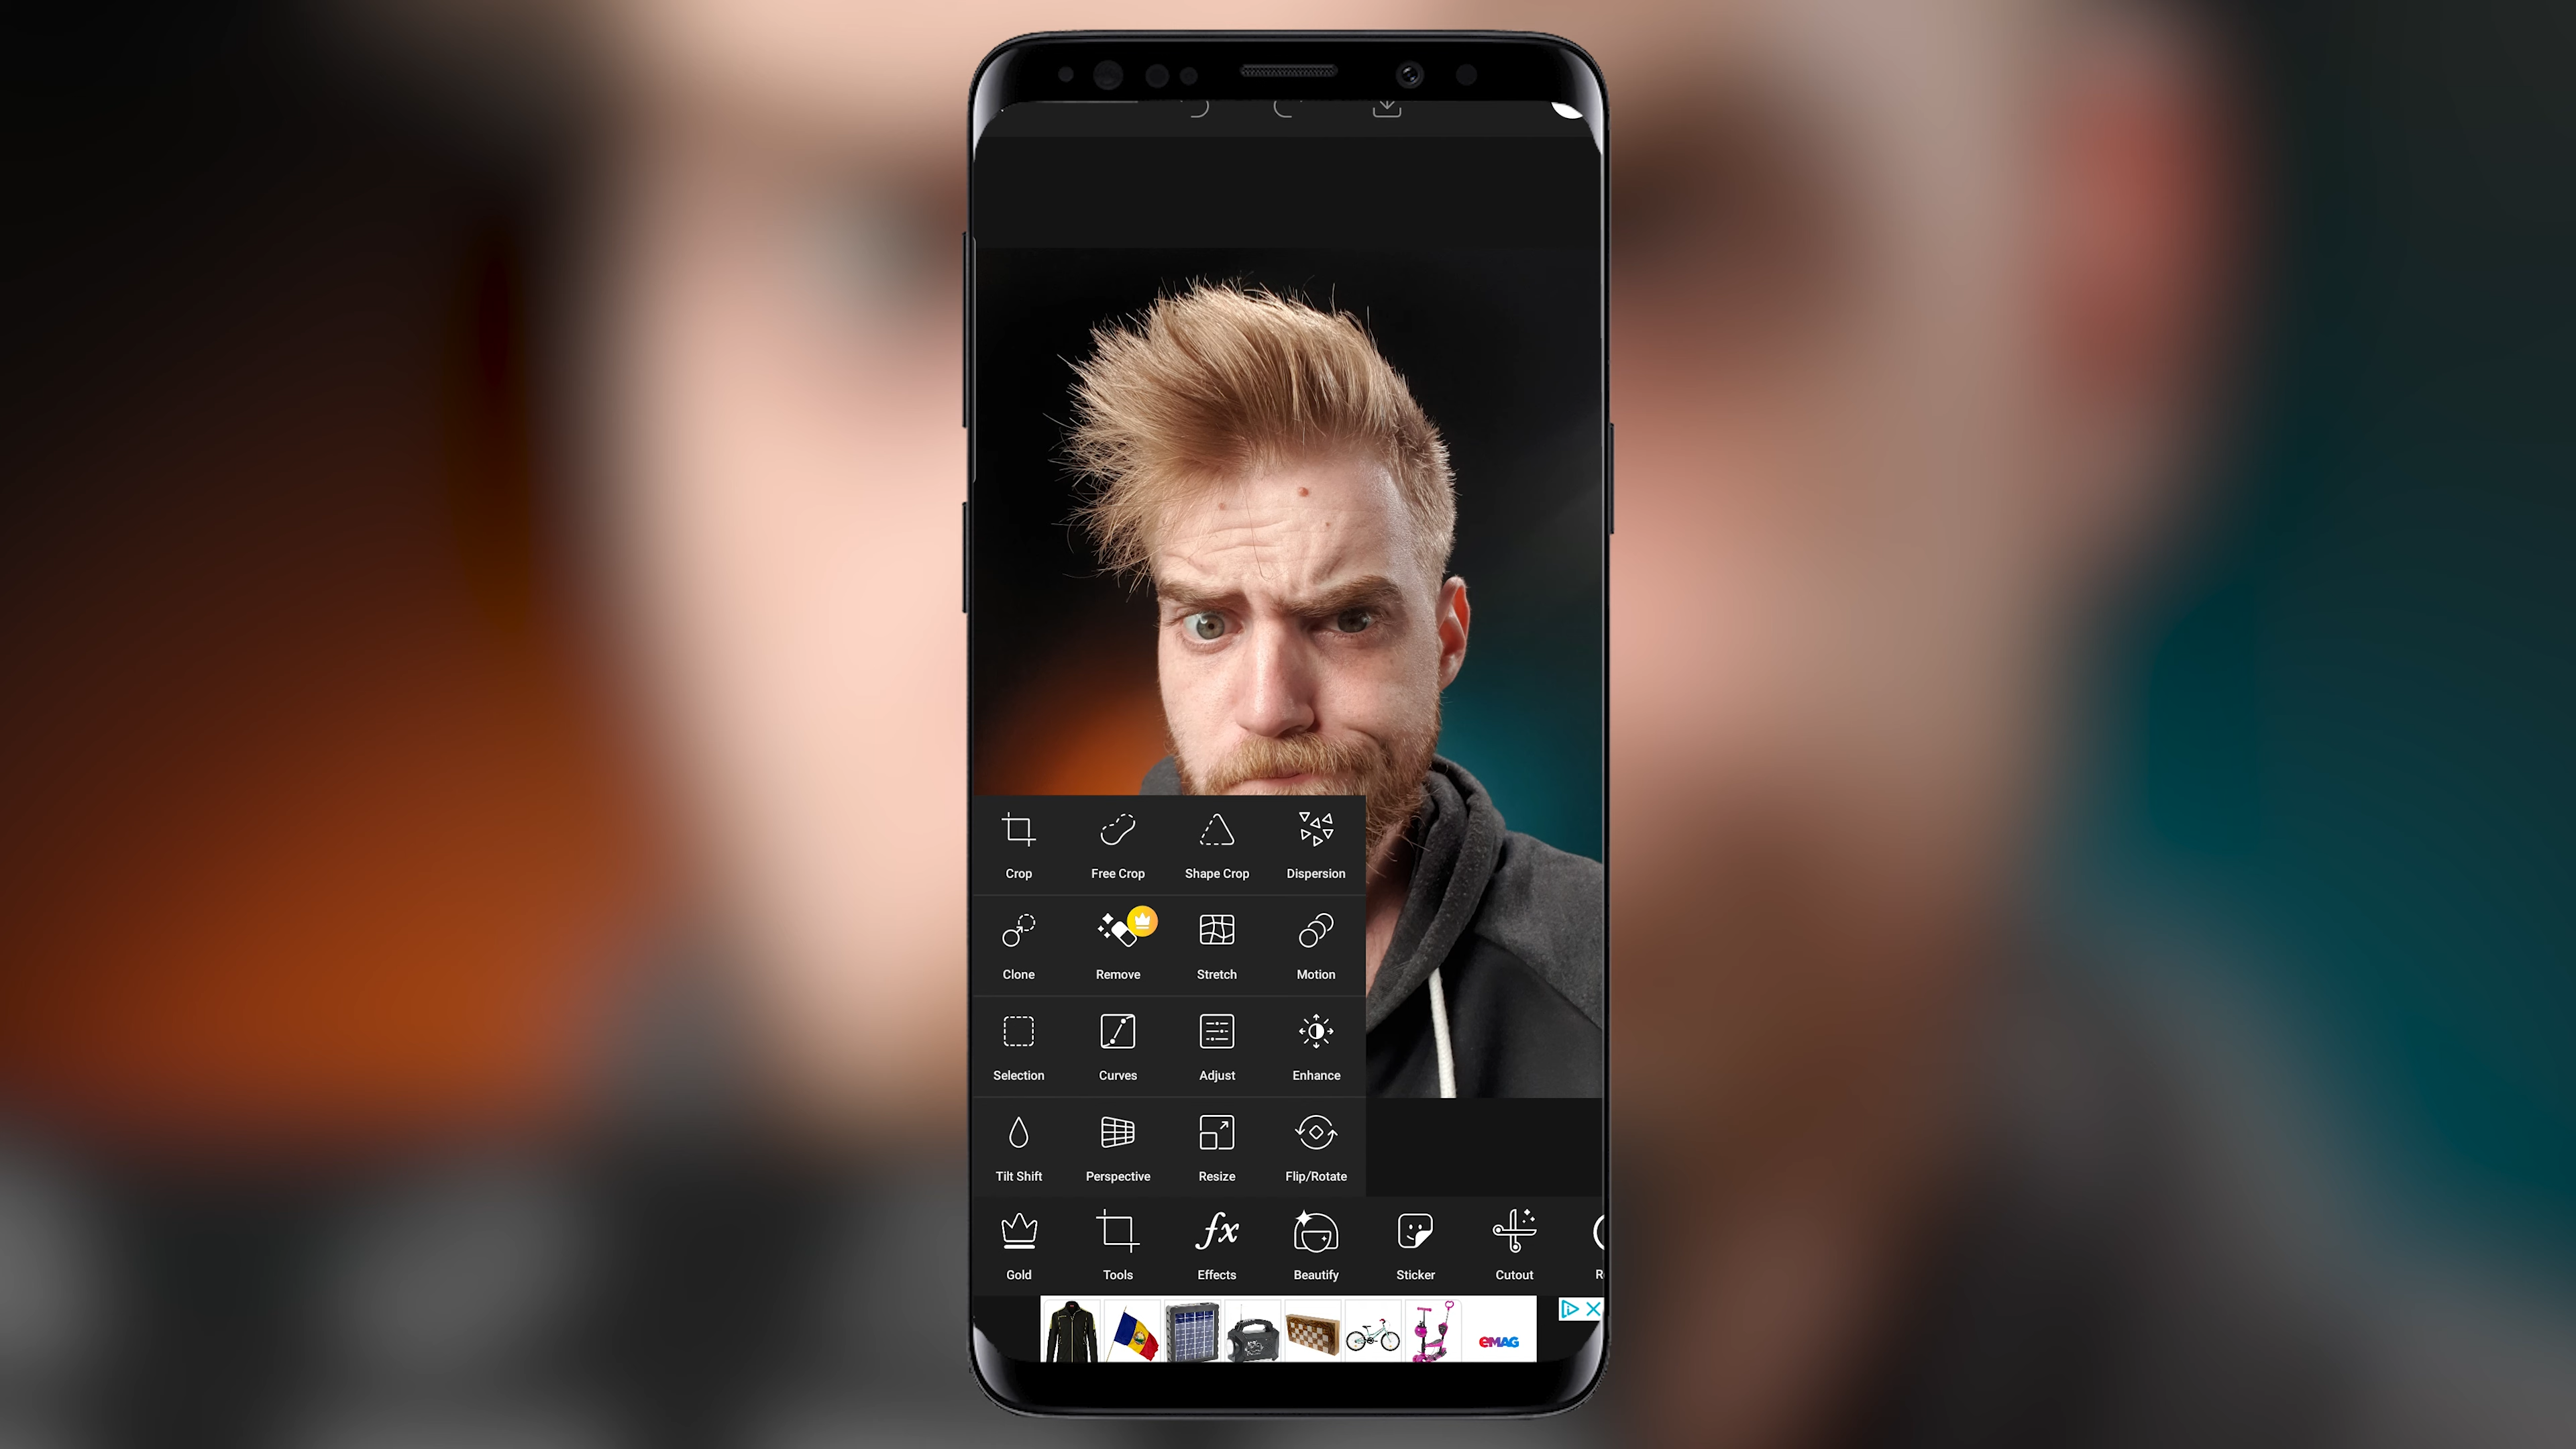 Crop Free Crop Shape Crop Dispersion
Clone Remove Stretch Motion
Selection Curves Adjust Enhance
Tilt Shift Perspective Resize Flip/Rotate
Gold Tools Effects Beautify Sticker Cutout
eMAG